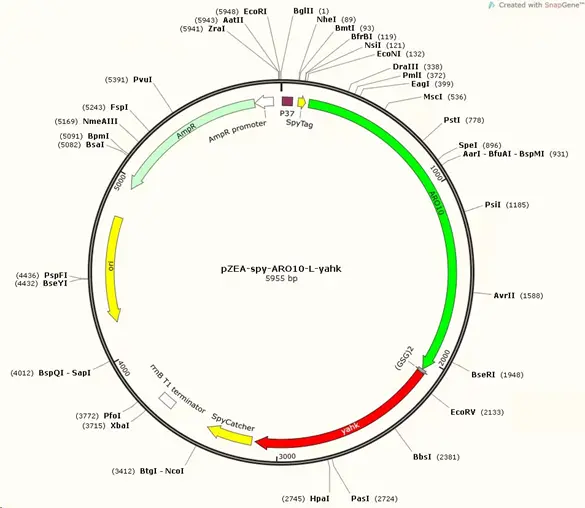 Created with SnapGene™
(5948) EcoRI
(5943) AatII
(5941) ZraI
BglII (1)
NheI (89)
BmtI (93)
BfrBI (119)
NsiI (121)
EcoNI (132)
DraIII (338)
PmlI (372)
EagI (399)
MscI (536)
PstI (778)
SpeI (896)
AarI - BfuAI - BspMI (931)
PsiI (1185)
AvrII (1588)
BseRI (1948)
EcoRV (2133)
BbsI (2381)
PasI (2724)
(2745) HpaI
(3412) BtgI - NcoI
(3715) XbaI
(3772) PfoI
(4012) BspQI - SapI
(4432) BseYI
(4436) PspFI
(5082) BsaI
(5091) BpmI
(5169) NmeAIII
(5243) FspI
(5391) PvuI
AmpR
AmpR promoter
P37
SpyTag
ARO10
(GSG)2
yahk
SpyCatcher
rrnB T1 terminator
ori
1000
2000
3000
4000
5000
pZEA-spy-ARO10-L-yahk
5955 bp